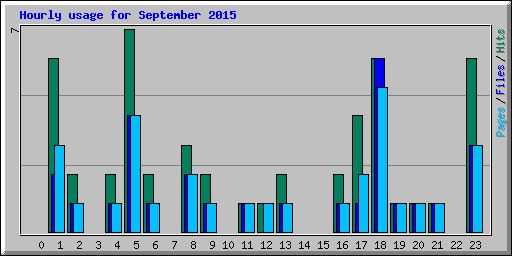 Hourly usage for September 2015
7
Pages/Files/Hits
0 1 2 3 4 5 6 7 8 9 10 11 12 13 14 15 16 17 18 19 20 21 22 23